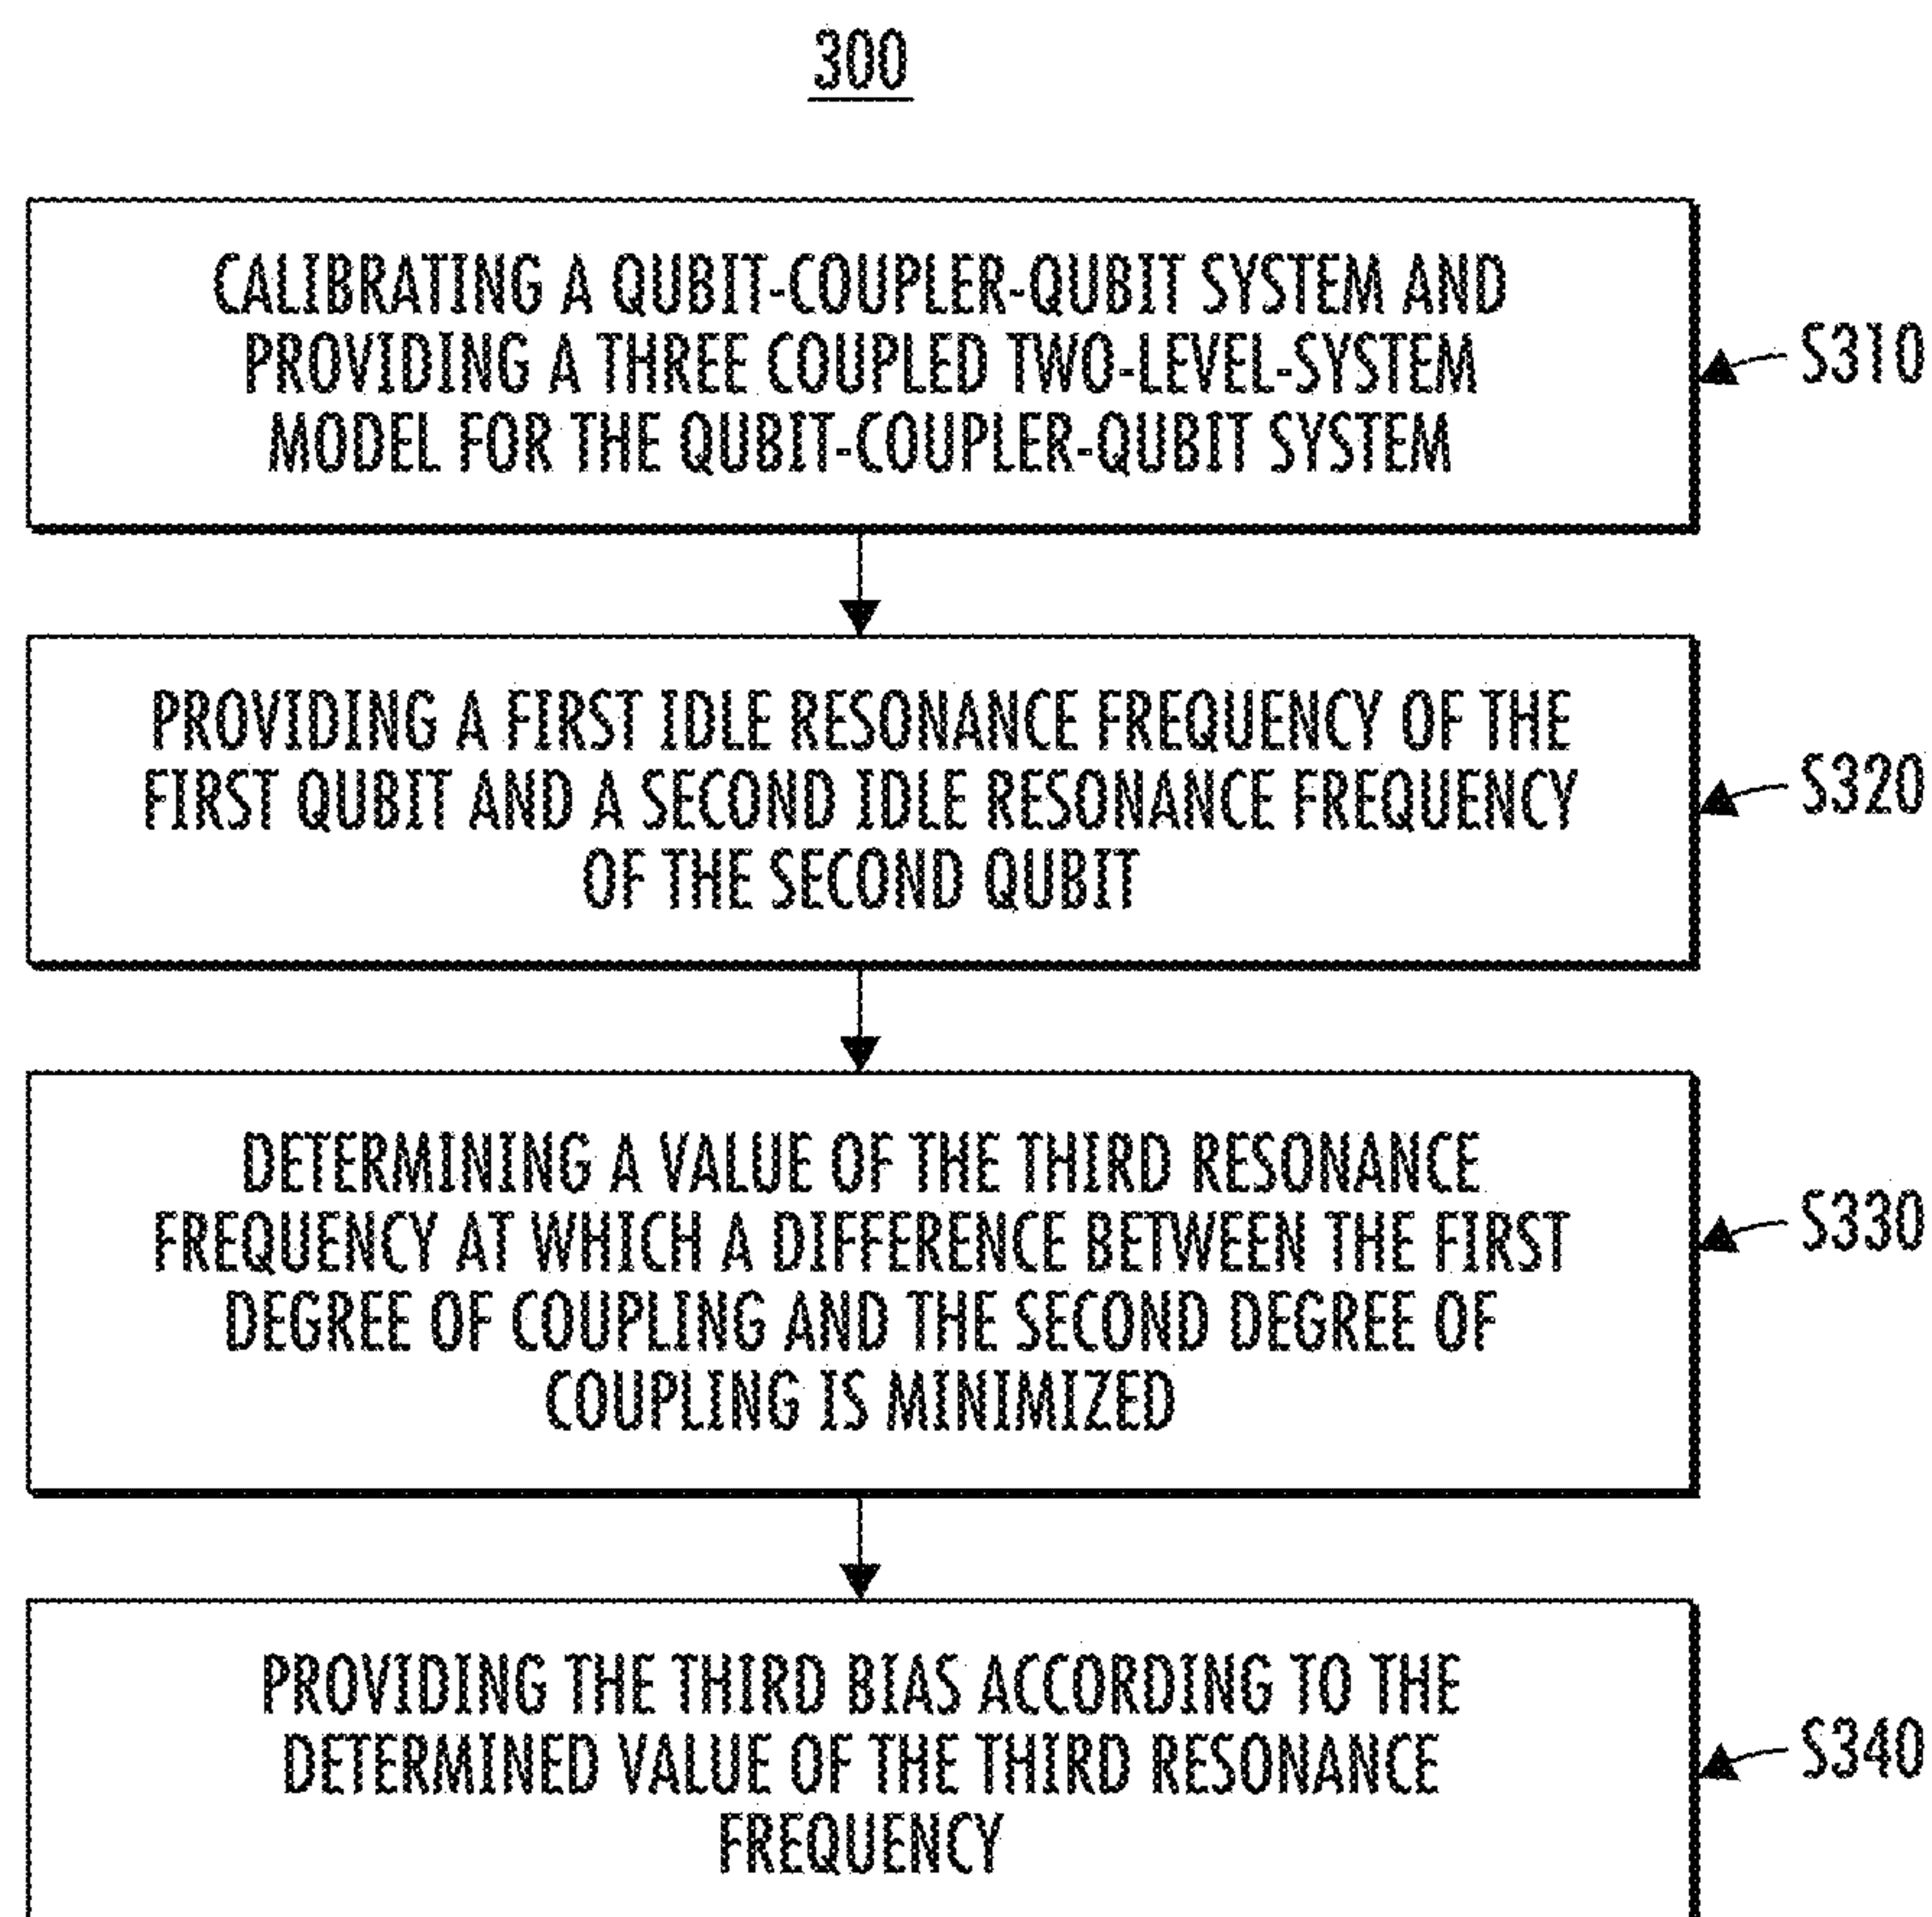 300
CALIBRATING A QUBIT-COUPLER-QUBIT SYSTEM AND
PROVIDING A THREE COUPLED TWO-LEVEL-SYSTEM
MODEL FOR THE QUBIT-COUPLER-QUBIT SYSTEM
S310
PROVIDING A FIRST IDLE RESONANCE FREQUENCY OF THE
FIRST QUBIT AND A SECOND IDLE RESONANCE FREQUENCY
OF THE SECOND QUBIT
S320
DETERMINING A VALUE OF THE THIRD RESONANCE
FREQUENCY AT WHICH A DIFFERENCE BETWEEN THE FIRST
DEGREE OF COUPLING AND THE SECOND DEGREE OF
COUPLING IS MINIMIZED
S330
PROVIDING THE THIRD BIAS ACCORDING TO THE
DETERMINED VALUE OF THE THIRD RESONANCE
FREQUENCY
S340